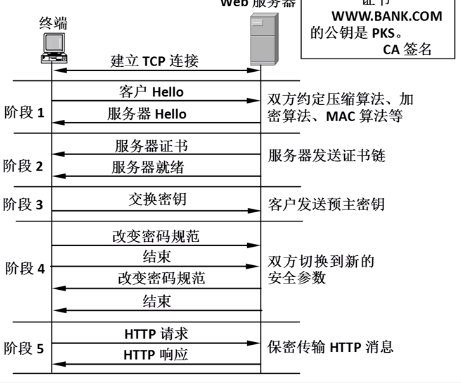 Web 服务器
证书
WWW.BANK.COM
的公钥是 PKS。
CA 签名
终端
建立 TCP 连接
阶段 1
客户 Hello
服务器 Hello
双方约定压缩算法、加
密算法、MAC 算法等
阶段 2
服务器证书
服务器就绪
服务器发送证书链
阶段 3
交换密钥
客户发送预主密钥
阶段 4
改变密码规范
结束
改变密码规范
结束
双方切换到新的
安全参数
阶段 5
HTTP 请求
HTTP 响应
保密传输 HTTP 消息